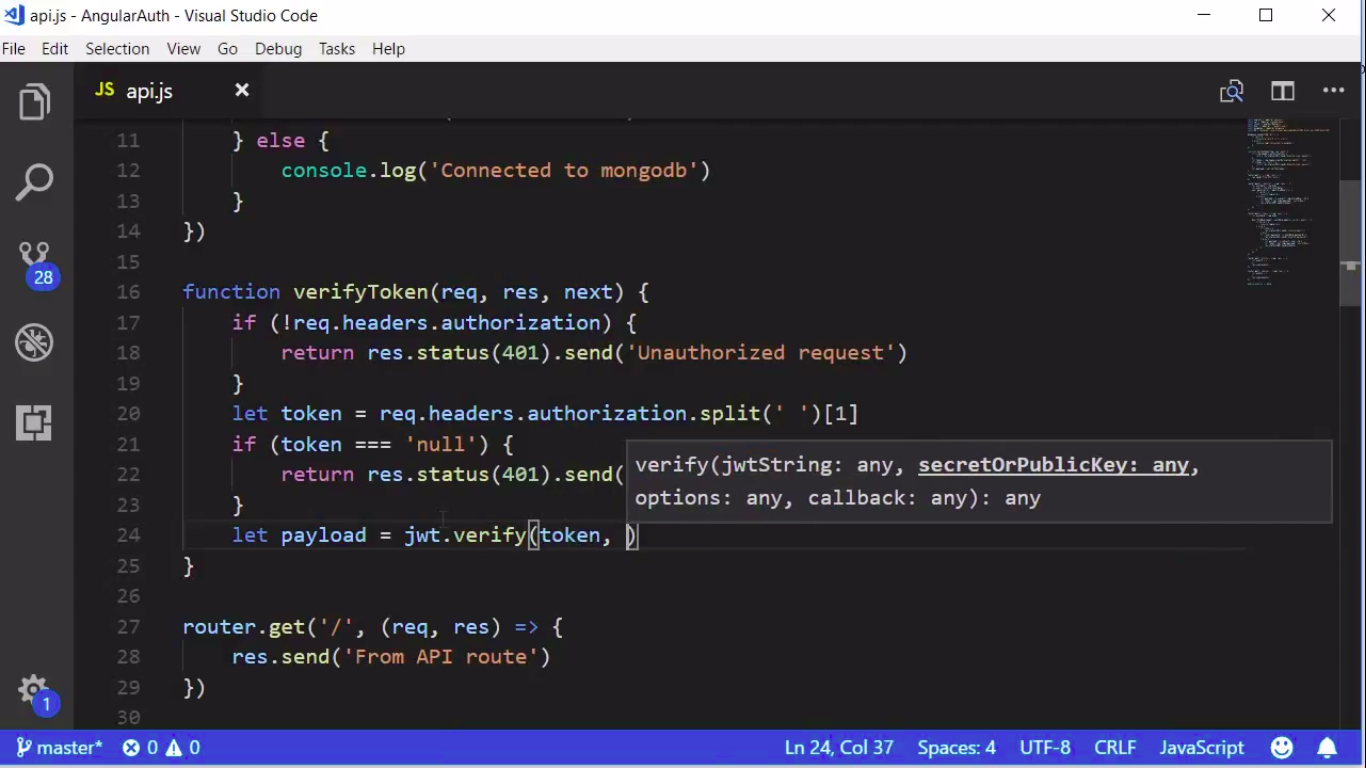 api.js - AngularAuth - Visual Studio Code
File Edit Selection View Go Debug Tasks Help
JS api.js
11 } else {
12 console.log('Connected to mongodb')
13 }
14 })
15
16 function verifyToken(req, res, next) {
17 if (!req.headers.authorization) {
18 return res.status(401).send('Unauthorized request')
19 }
20 let token = req.headers.authorization.split(' ')[1]
21 if (token === 'null') {
22 return res.status(401).send(
verify(jwtString: any, secretOrPublicKey: any,
options: any, callback: any): any
23 }
24 let payload = jwt.verify(token, )
25 }
26
27 router.get('/', (req, res) => {
28 res.send('From API route')
29 })
30
28
1
master* 0 0 Ln 24, Col 37 Spaces: 4 UTF-8 CRLF JavaScript